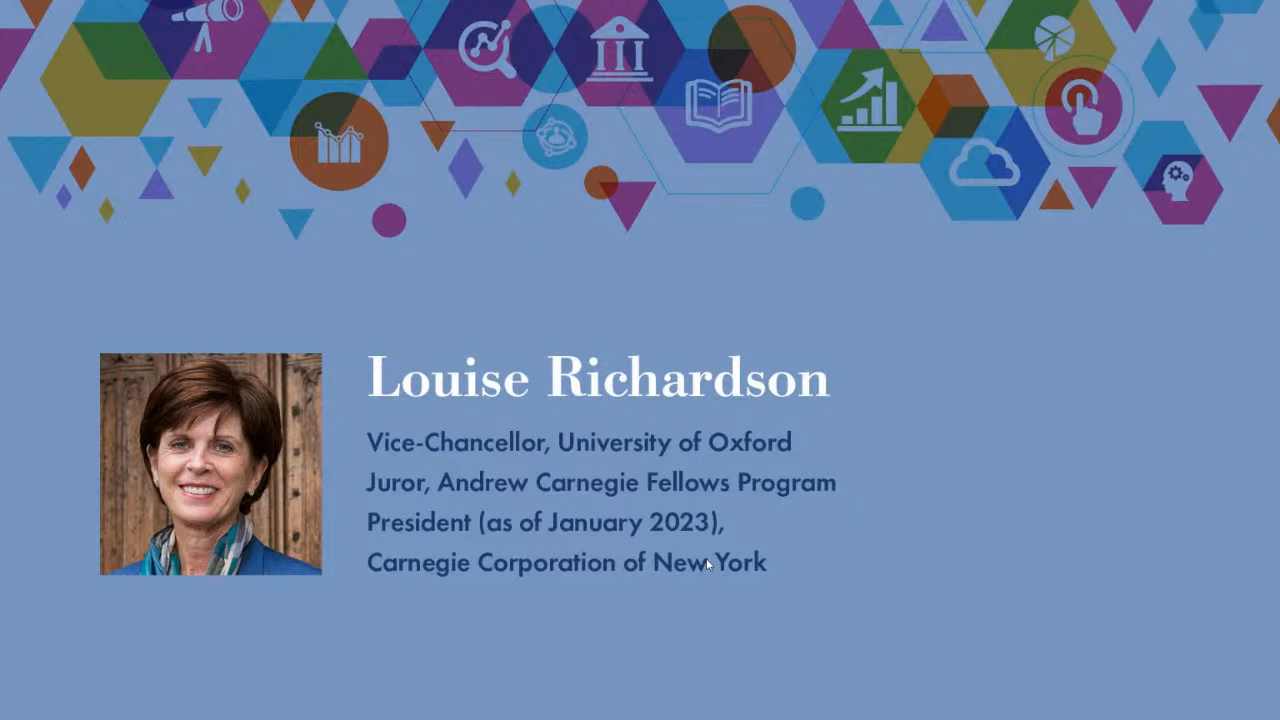 Louise Richardson
Vice-Chancellor, University of Oxford
Juror, Andrew Carnegie Fellows Program
President (as of January 2023),
Carnegie Corporation of New York